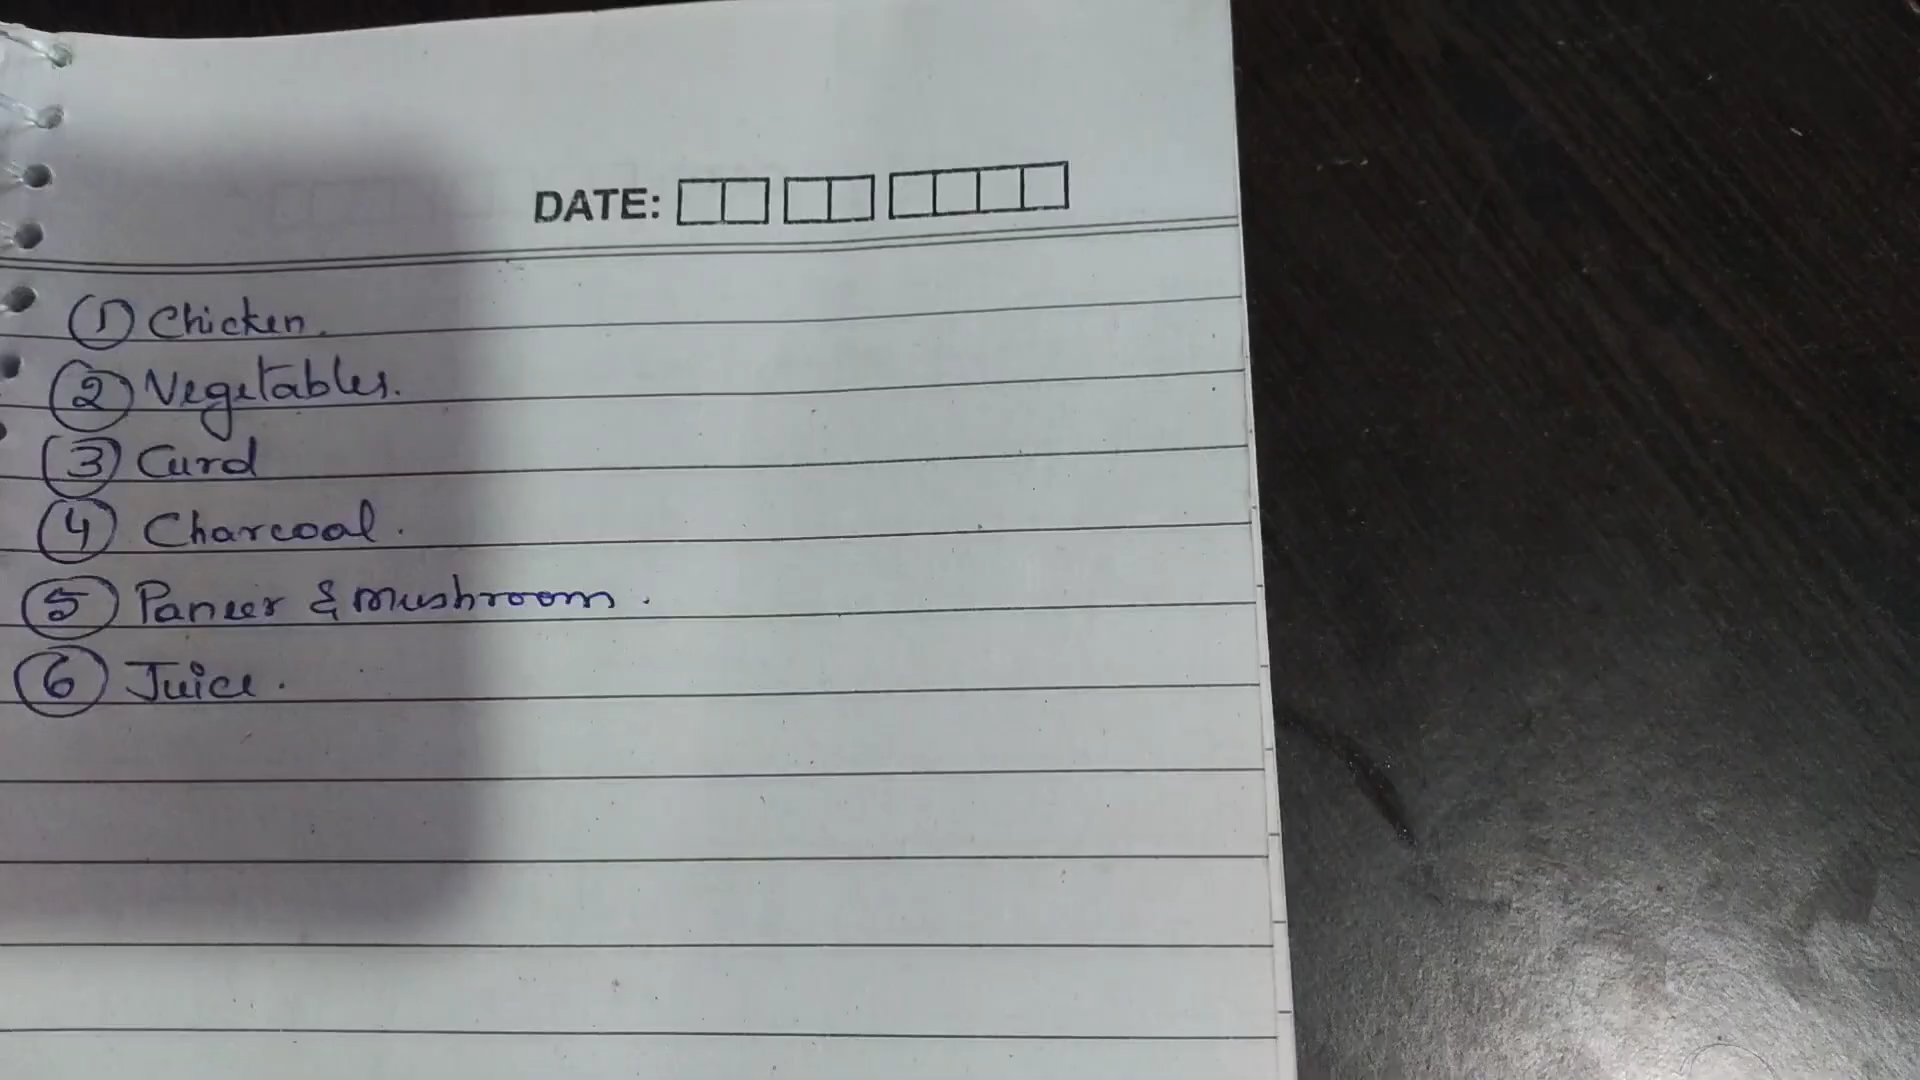 DATE:
① Chicken.
② Vegetables.
③ Curd
④ Charcoal.
⑤ Paneer & mushroom.
⑥ Juice.